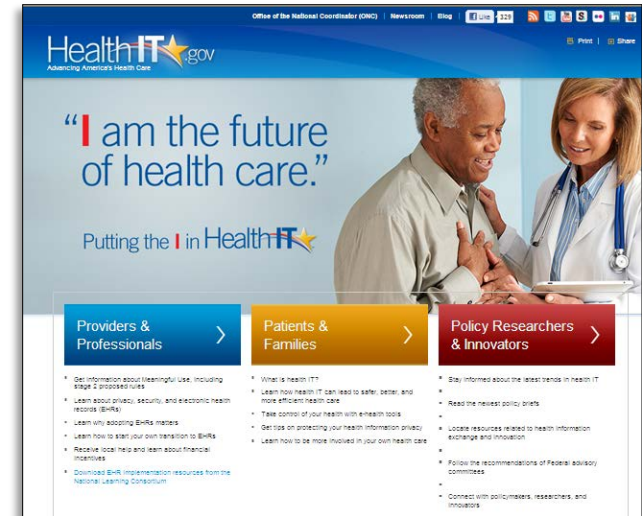 Office of the National Coordinator (ONC) | Newsroom | Blog | Like 329
Print | Share
HealthIT.gov
Advancing America's Health Care
“I am the future
of health care.”
Putting the I in HealthIT
Providers &
Professionals
Get information about Meaningful Use, including
stage 2 proposed rules
Learn about privacy, security, and electronic health
records (EHRs)
Learn why adopting EHRs matters
Learn how to start your own transition to EHRs
Receive local help and learn about financial
incentives
Download EHR implementation resources from the
National Learning Consortium
Patients &
Families
What is health IT?
Learn how health IT can lead to safer, better, and
more efficient health care
Take control of your health with e-health tools
Get tips on protecting your health information privacy
Learn how to be more involved in your own health care
Policy Researchers
& Innovators
Stay informed about the latest trends in health IT
Read the newest policy briefs
Locate resources related to health information
exchange and innovation
Follow the recommendations of Federal advisory
committees
Connect with policymakers, researchers, and
innovators